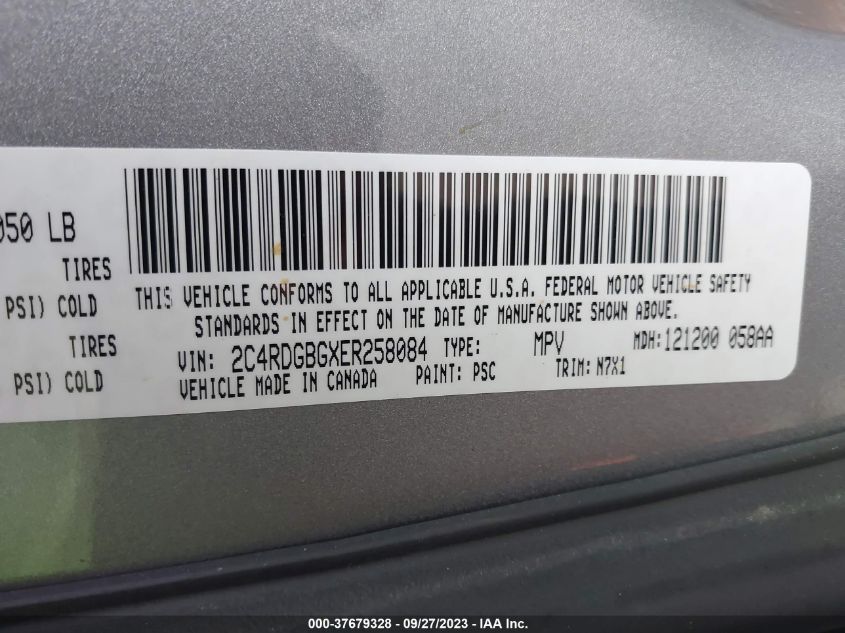 050 LB
TIRES
PSI) COLD
TIRES
PSI) COLD
THIS VEHICLE CONFORMS TO ALL APPLICABLE U.S.A. FEDERAL MOTOR VEHICLE SAFETY
STANDARDS IN EFFECT ON THE DATE OF MANUFACTURE SHOWN ABOVE.
VIN: 2C4RDGBGXER258084 TYPE: MPV MDH: 121200 058AA
VEHICLE MADE IN CANADA PAINT: PSC TRIM: N7X1
000-37679328 - 09/27/2023 - IAA Inc.